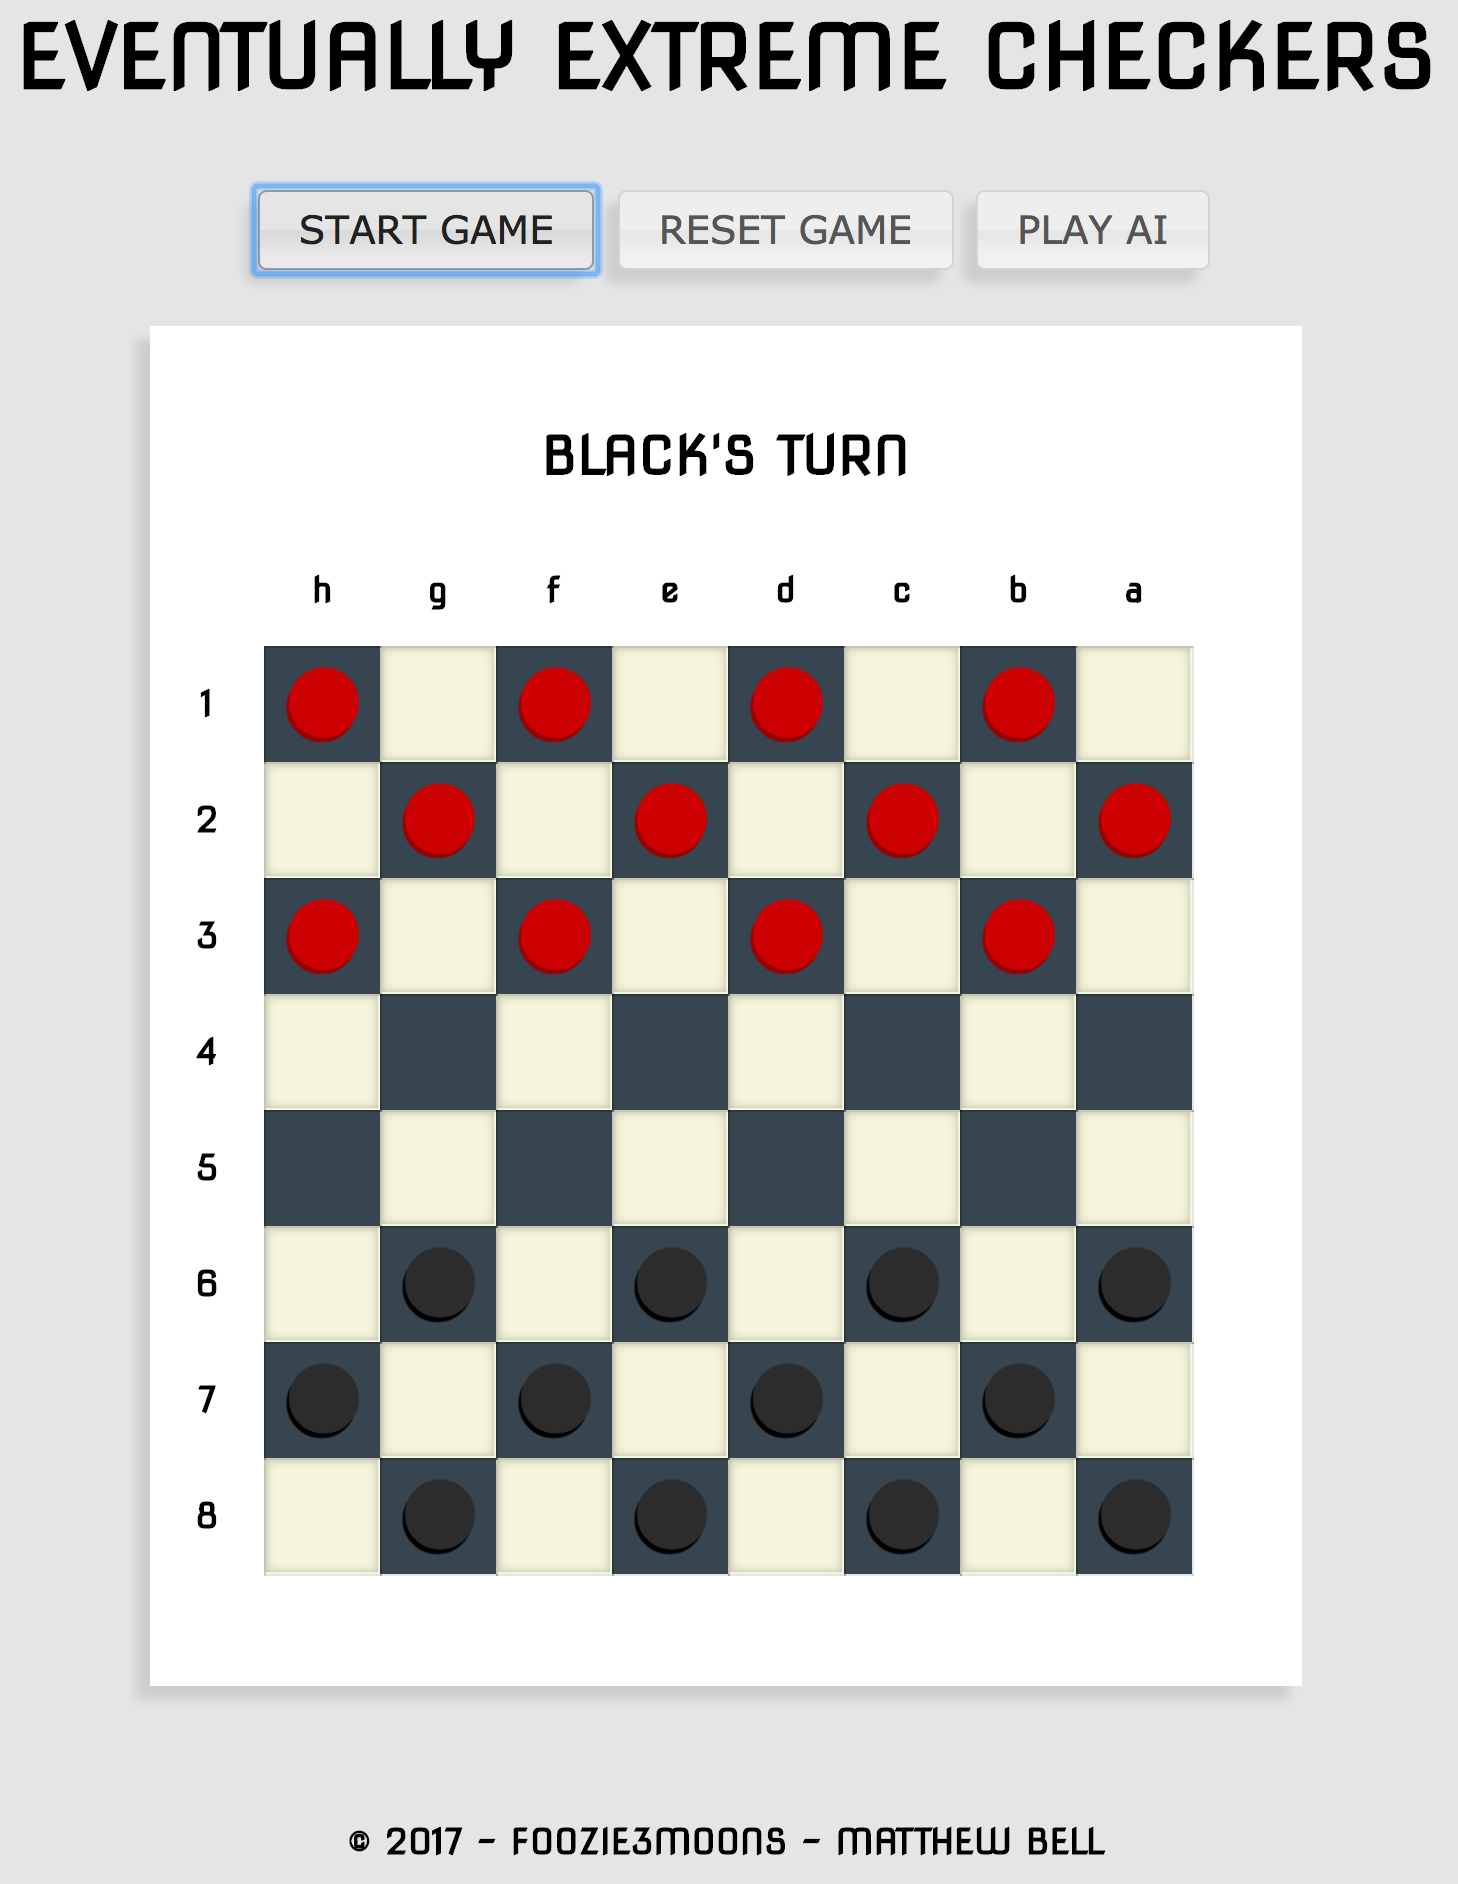 EVENTUALLY EXTREME CHECKERS
START GAME RESET GAME PLAY AI
BLACK'S TURN
h g f e d c b a
1
2
3
4
5
6
7
8
© 2017 - FOOZIE3MOONS - MATTHEW BELL